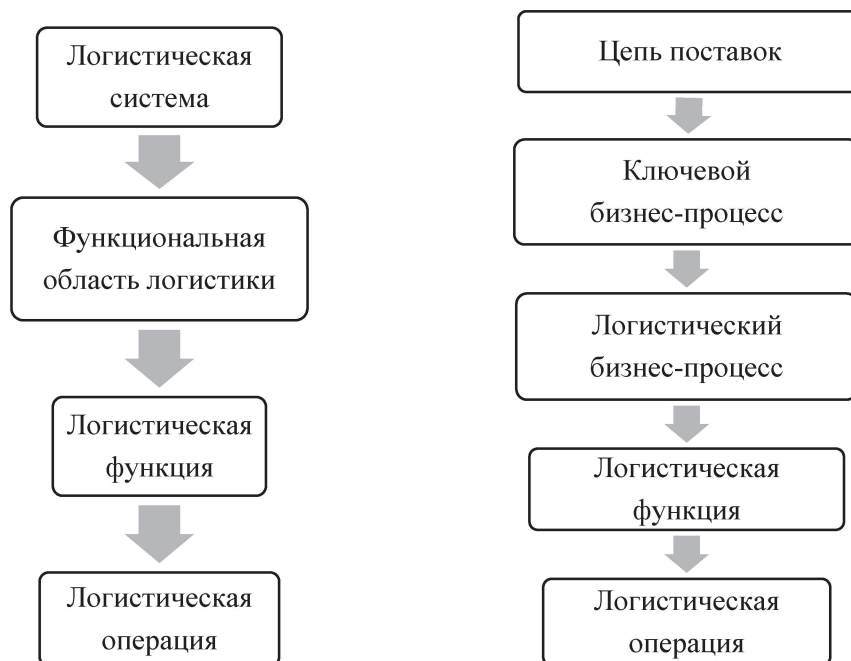 Логистическая
система
Функциональная
область логистики
Логистическая
функция
Логистическая
операция
Цепь поставок
Ключевой
бизнес-процесс
Логистический
бизнес-процесс
Логистическая
функция
Логистическая
операция